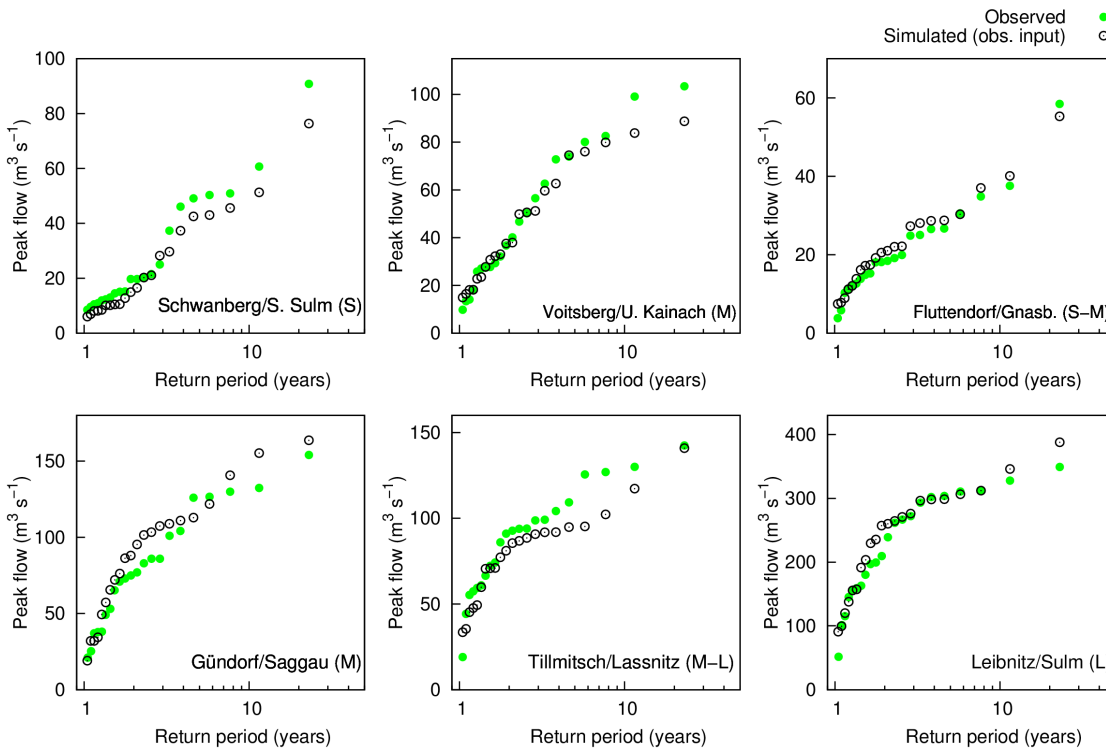 Observed
Simulated (obs. input)
Peak flow (m³ s⁻¹)
100
80
60
40
20
0
Schwanberg/S. Sulm (S)
1
10
Return period (years)
Peak flow (m³ s⁻¹)
100
80
60
40
20
0
Voitsberg/U. Kainach (M)
1
10
Return period (years)
Peak flow (m³ s⁻¹)
60
40
20
0
Fluttendorf/Gnasb. (S−M)
1
10
Return period (years)
Peak flow (m³ s⁻¹)
150
100
50
0
Gündorf/Saggau (M)
1
10
Return period (years)
Peak flow (m³ s⁻¹)
150
100
50
0
Tillmitsch/Lassnitz (M−L)
1
10
Return period (years)
Peak flow (m³ s⁻¹)
400
300
200
100
0
Leibnitz/Sulm (L
1
10
Return period (years)